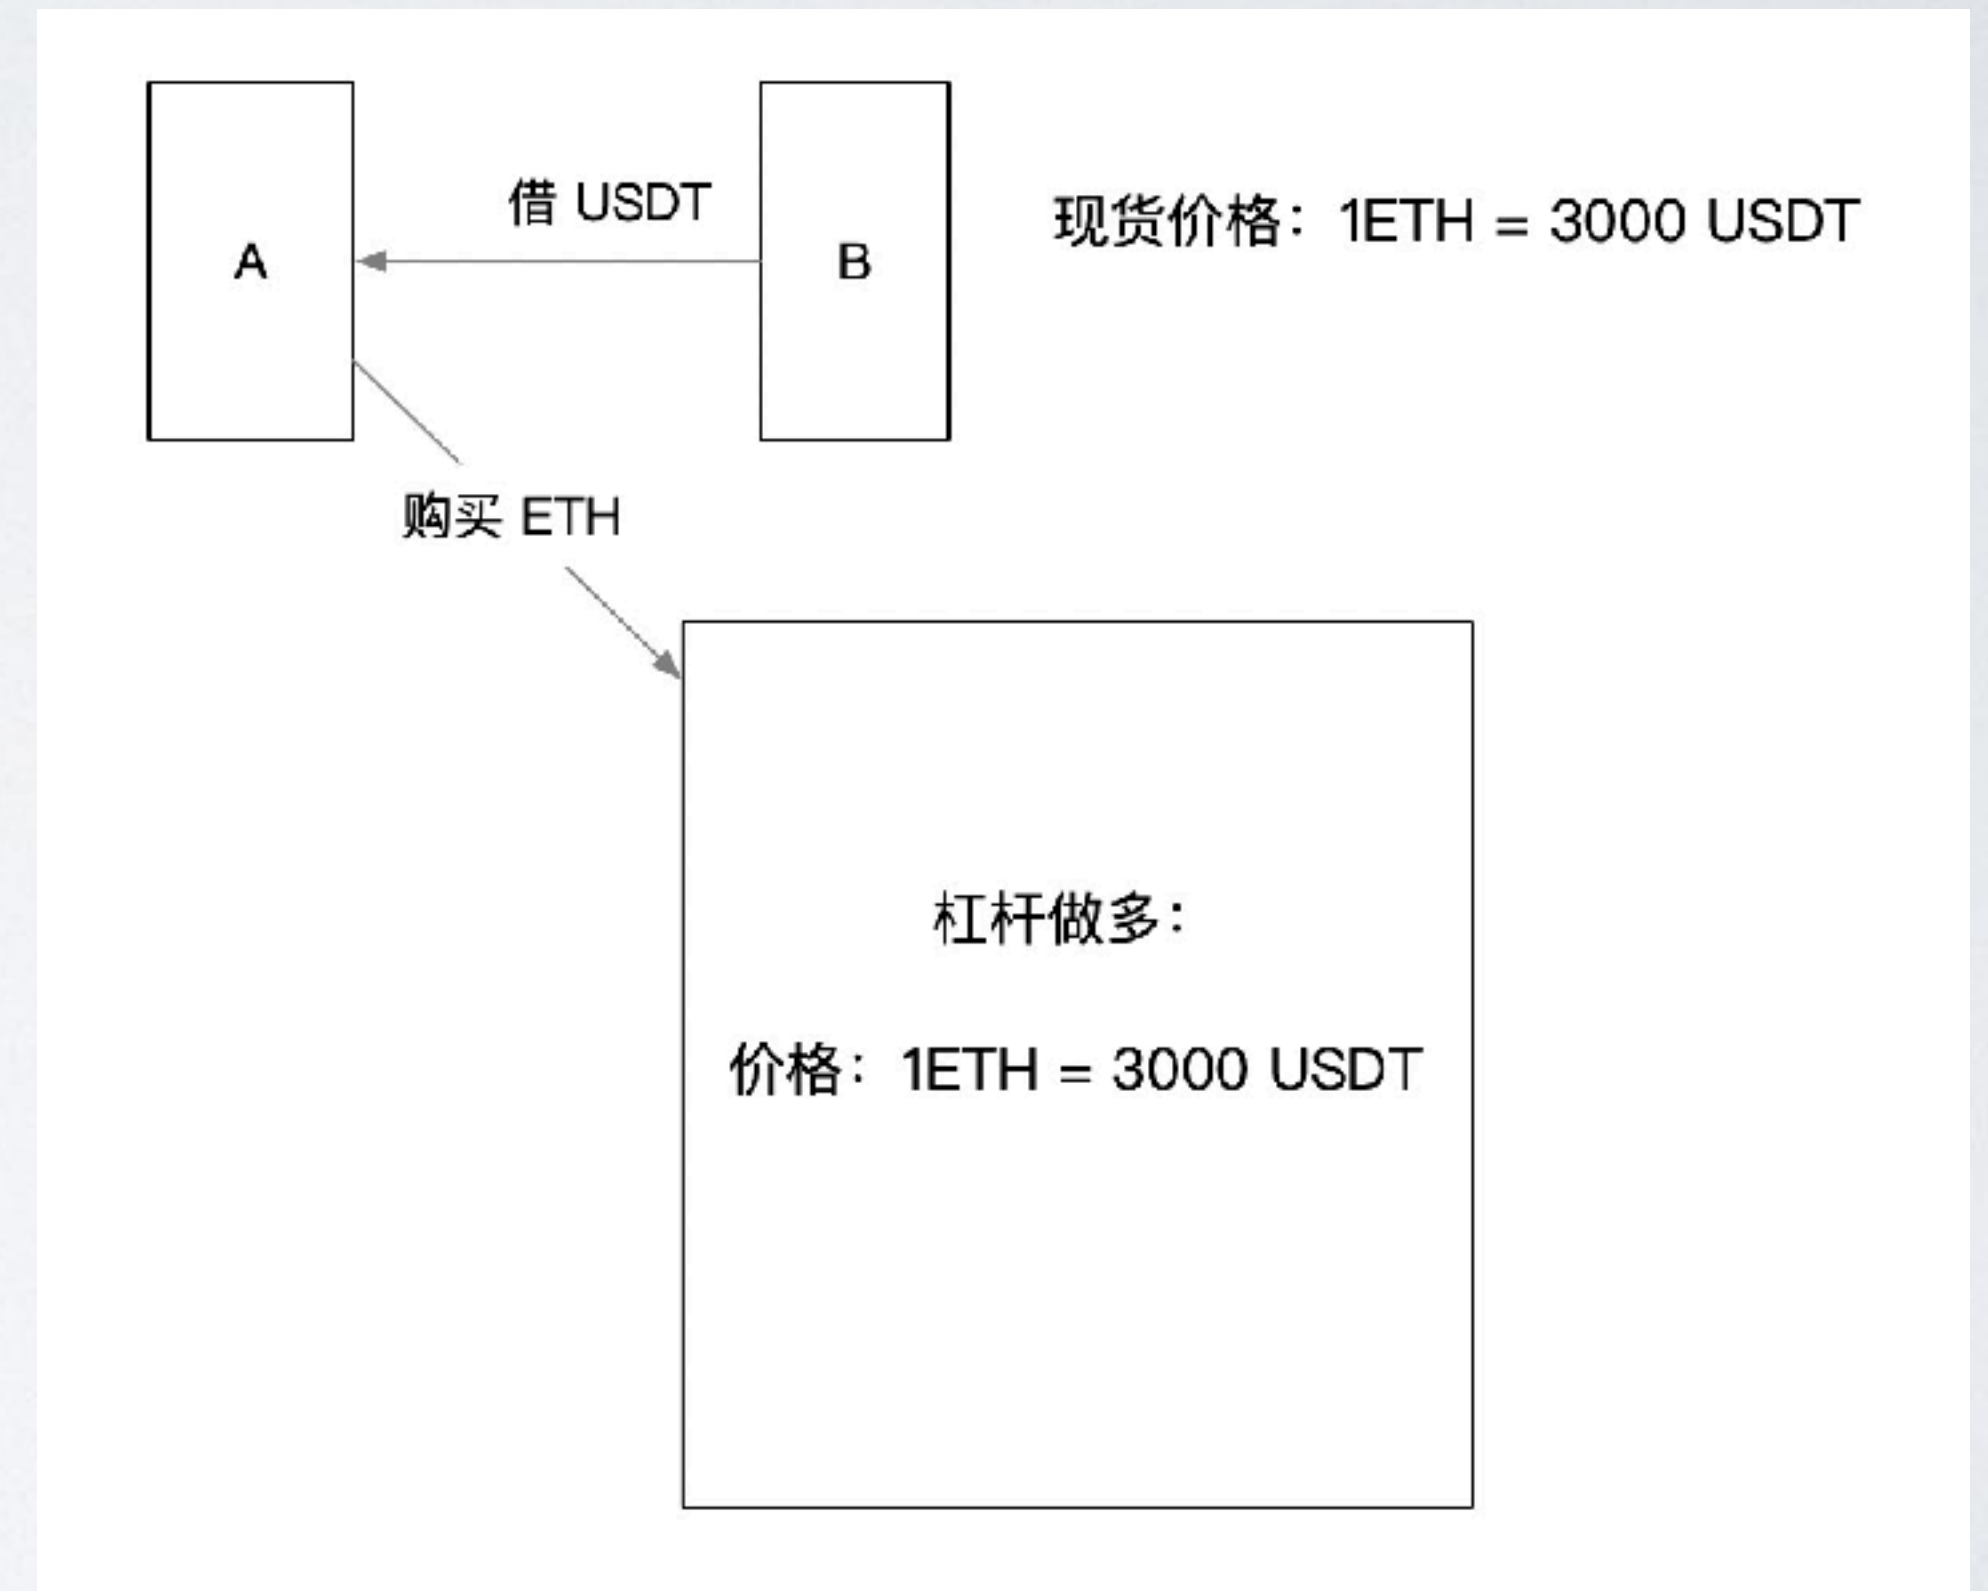 借 USDT
现货价格：1ETH = 3000 USDT
A
B
购买 ETH
杠杆做多：
价格：1ETH = 3000 USDT